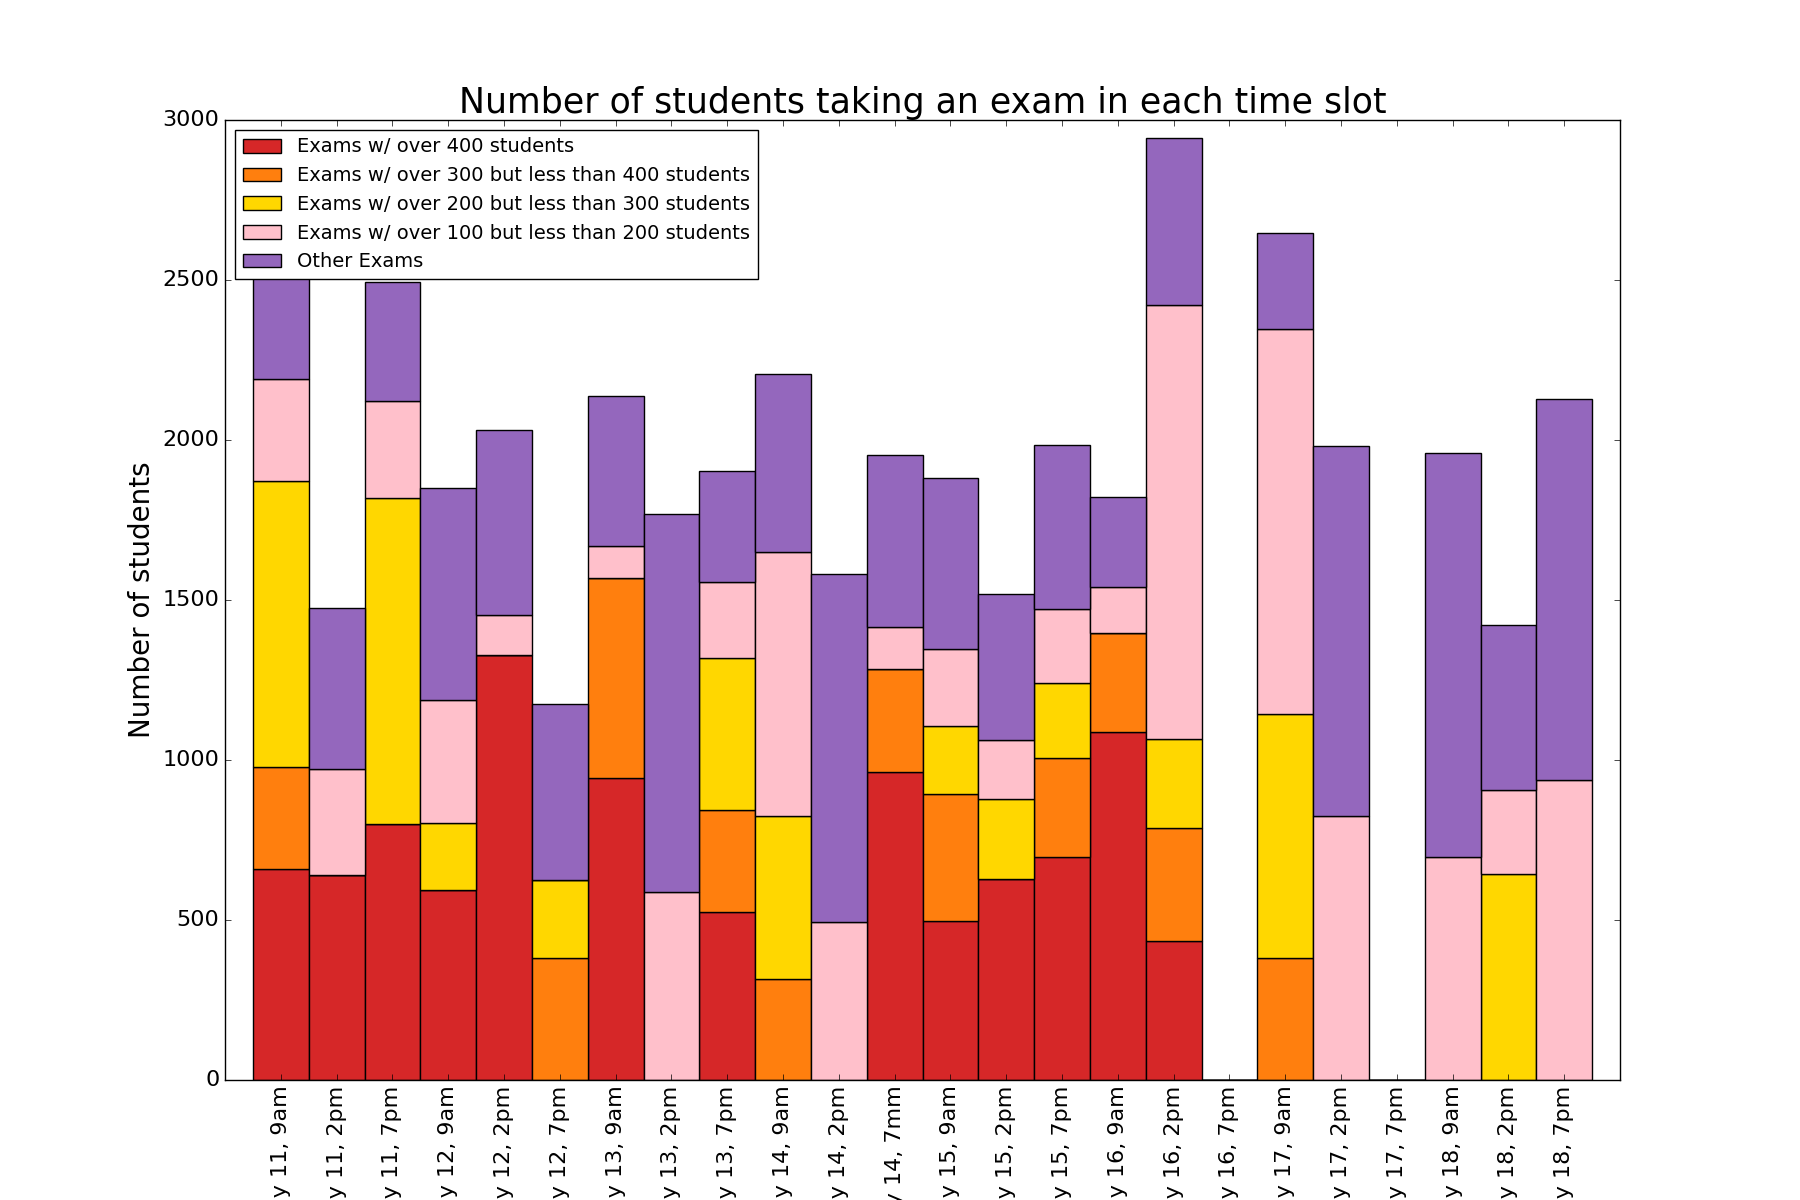 Number of students taking an exam in each time slot
3000
2500
2000
1500
1000
500
0
Number of students
Exams w/ over 400 students
Exams w/ over 300 but less than 400 students
Exams w/ over 200 but less than 300 students
Exams w/ over 100 but less than 200 students
Other Exams
y 11, 9am
y 11, 2pm
y 11, 7pm
y 12, 9am
y 12, 2pm
y 12, 7pm
y 13, 9am
y 13, 2pm
y 13, 7pm
y 14, 9am
y 14, 2pm
y 14, 7mm
y 15, 9am
y 15, 2pm
y 15, 7pm
y 16, 9am
y 16, 2pm
y 16, 7pm
y 17, 9am
y 17, 2pm
y 17, 7pm
y 18, 9am
y 18, 2pm
y 18, 7pm